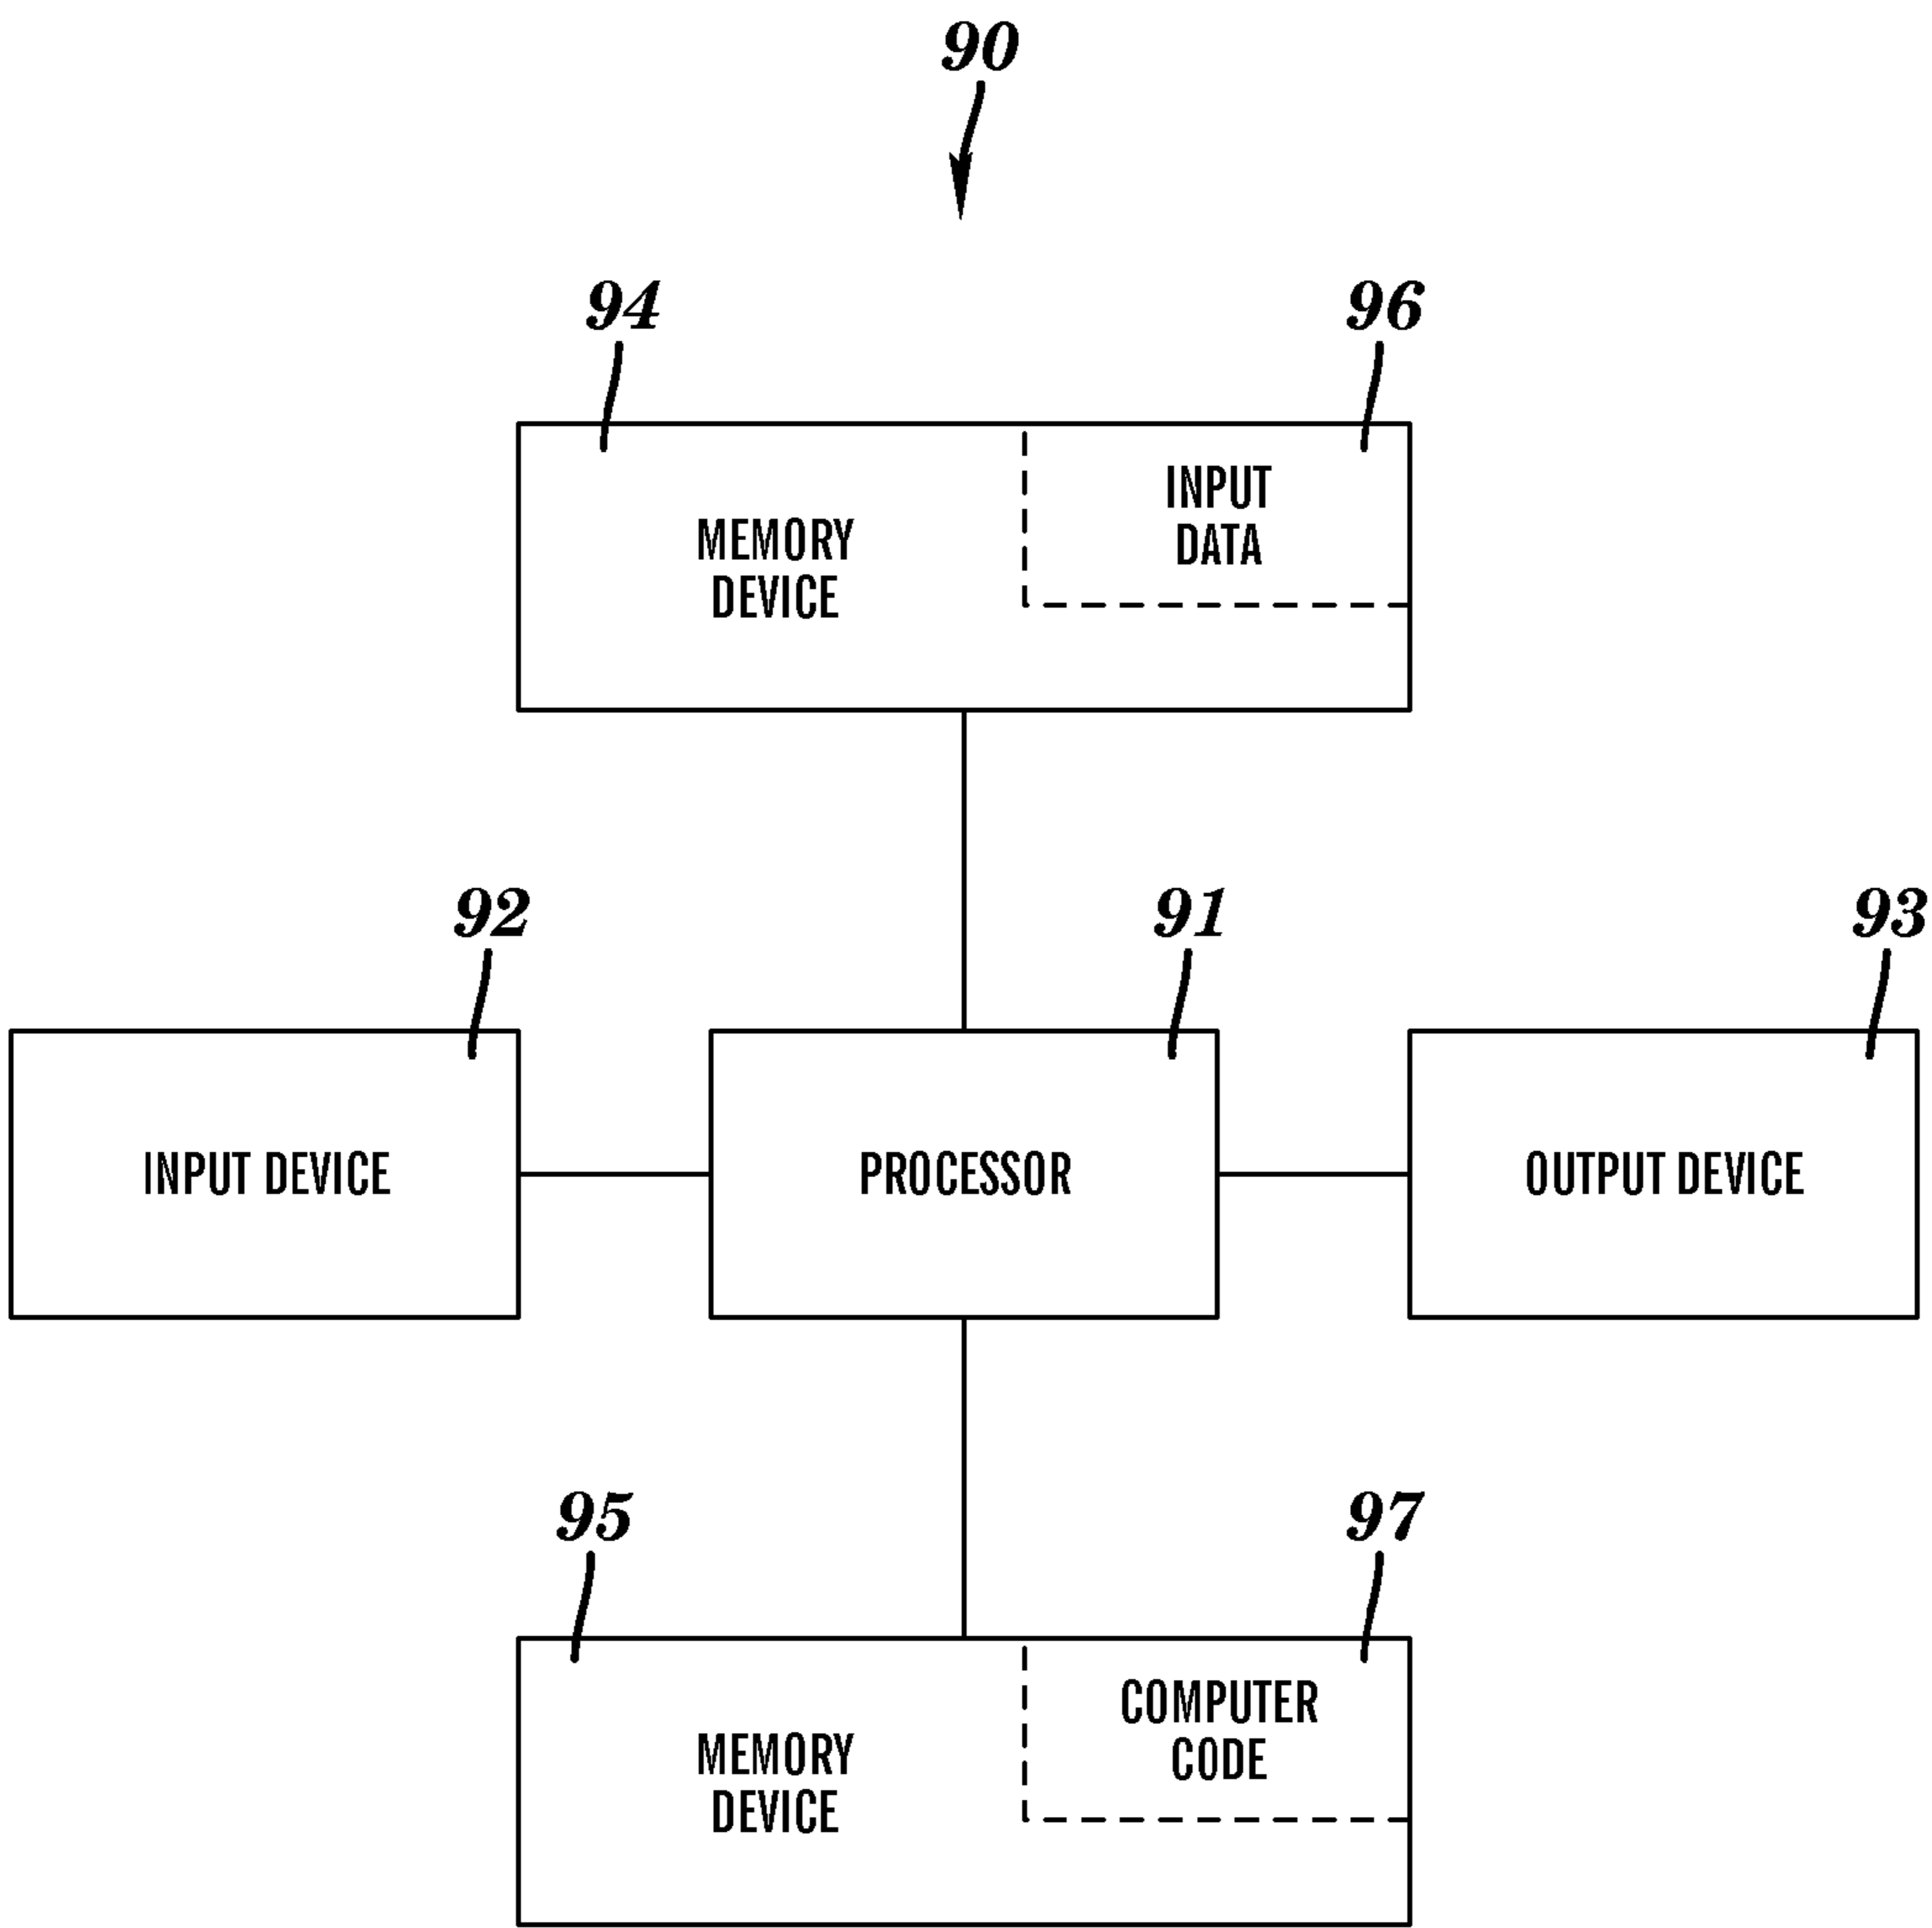 90
94
96
MEMORY
DEVICE
INPUT
DATA
92
91
93
INPUT DEVICE
PROCESSOR
OUTPUT DEVICE
95
97
MEMORY
DEVICE
COMPUTER
CODE